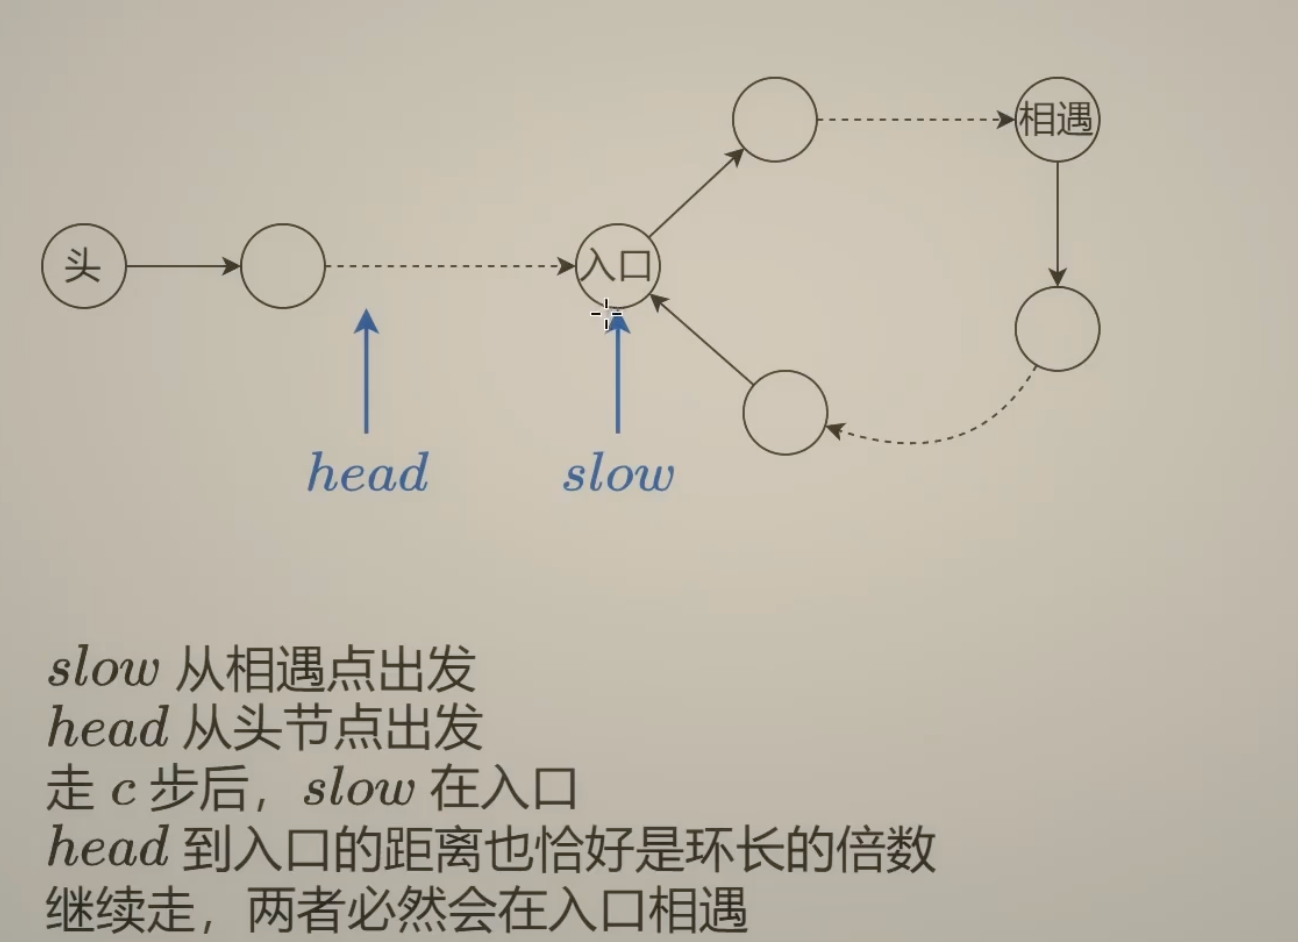 相遇
头
入口
head
slow
slow 从相遇点出发
head 从头节点出发
走 c 步后，slow 在入口
head 到入口的距离也恰好是环长的倍数
继续走，两者必然会在入口相遇